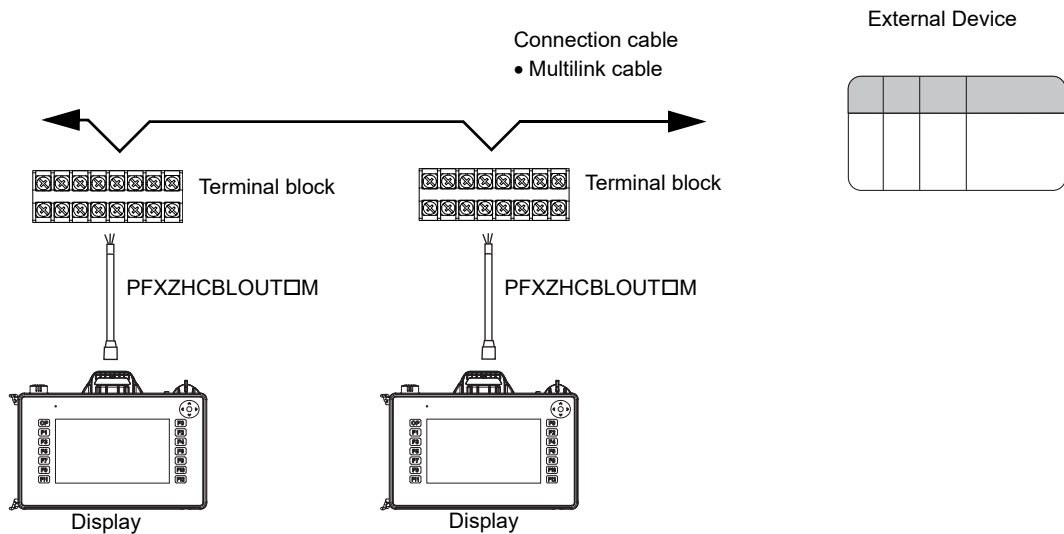 External Device
Connection cable
• Multilink cable
Terminal block
Terminal block
PFXZHCBLOUT□M
PFXZHCBLOUT□M
Display
Display